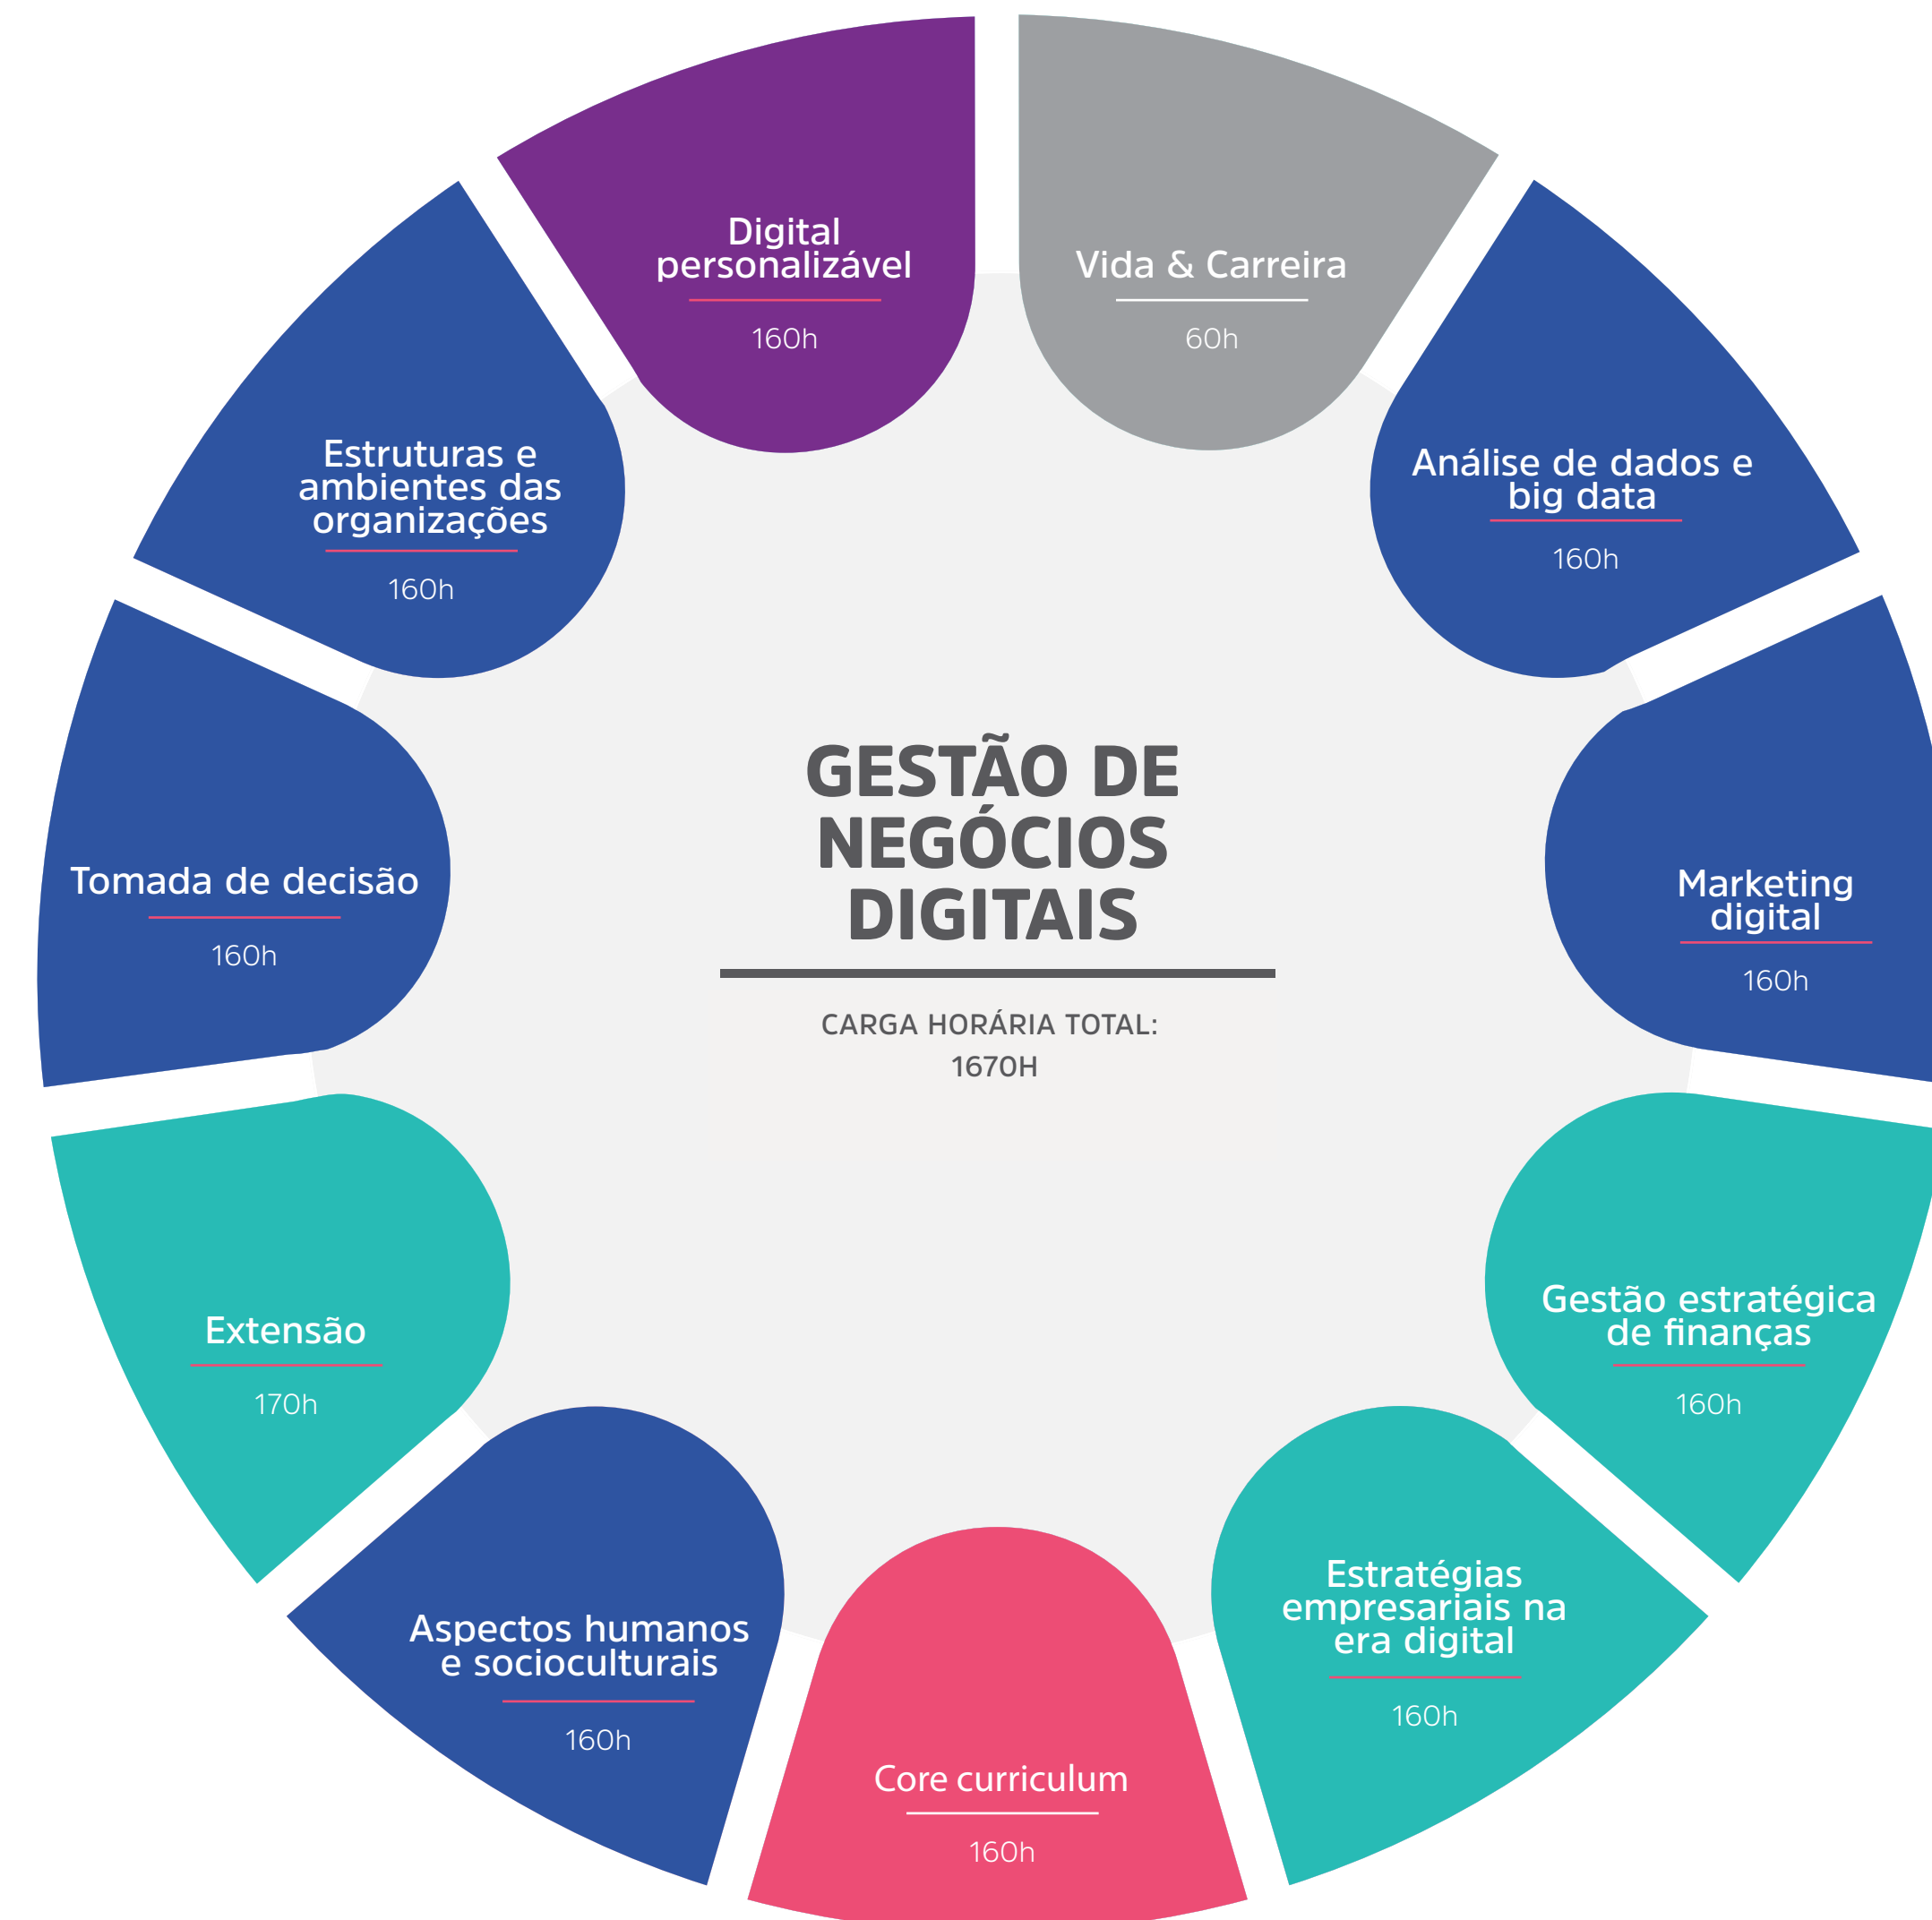 Digital
personalizável
160h
Vida & Carreira
60h
Estruturas e
ambientes das
organizações
160h
Análise de dados e
big data
160h
GESTÃO DE
NEGÓCIOS
DIGITAIS
CARGA HORÁRIA TOTAL:
1670H
Tomada de decisão
160h
Marketing
digital
160h
Extensão
170h
Gestão estratégica
de finanças
160h
Aspectos humanos
e socioculturais
160h
Estratégias
empresariais na
era digital
160h
Core curriculum
160h